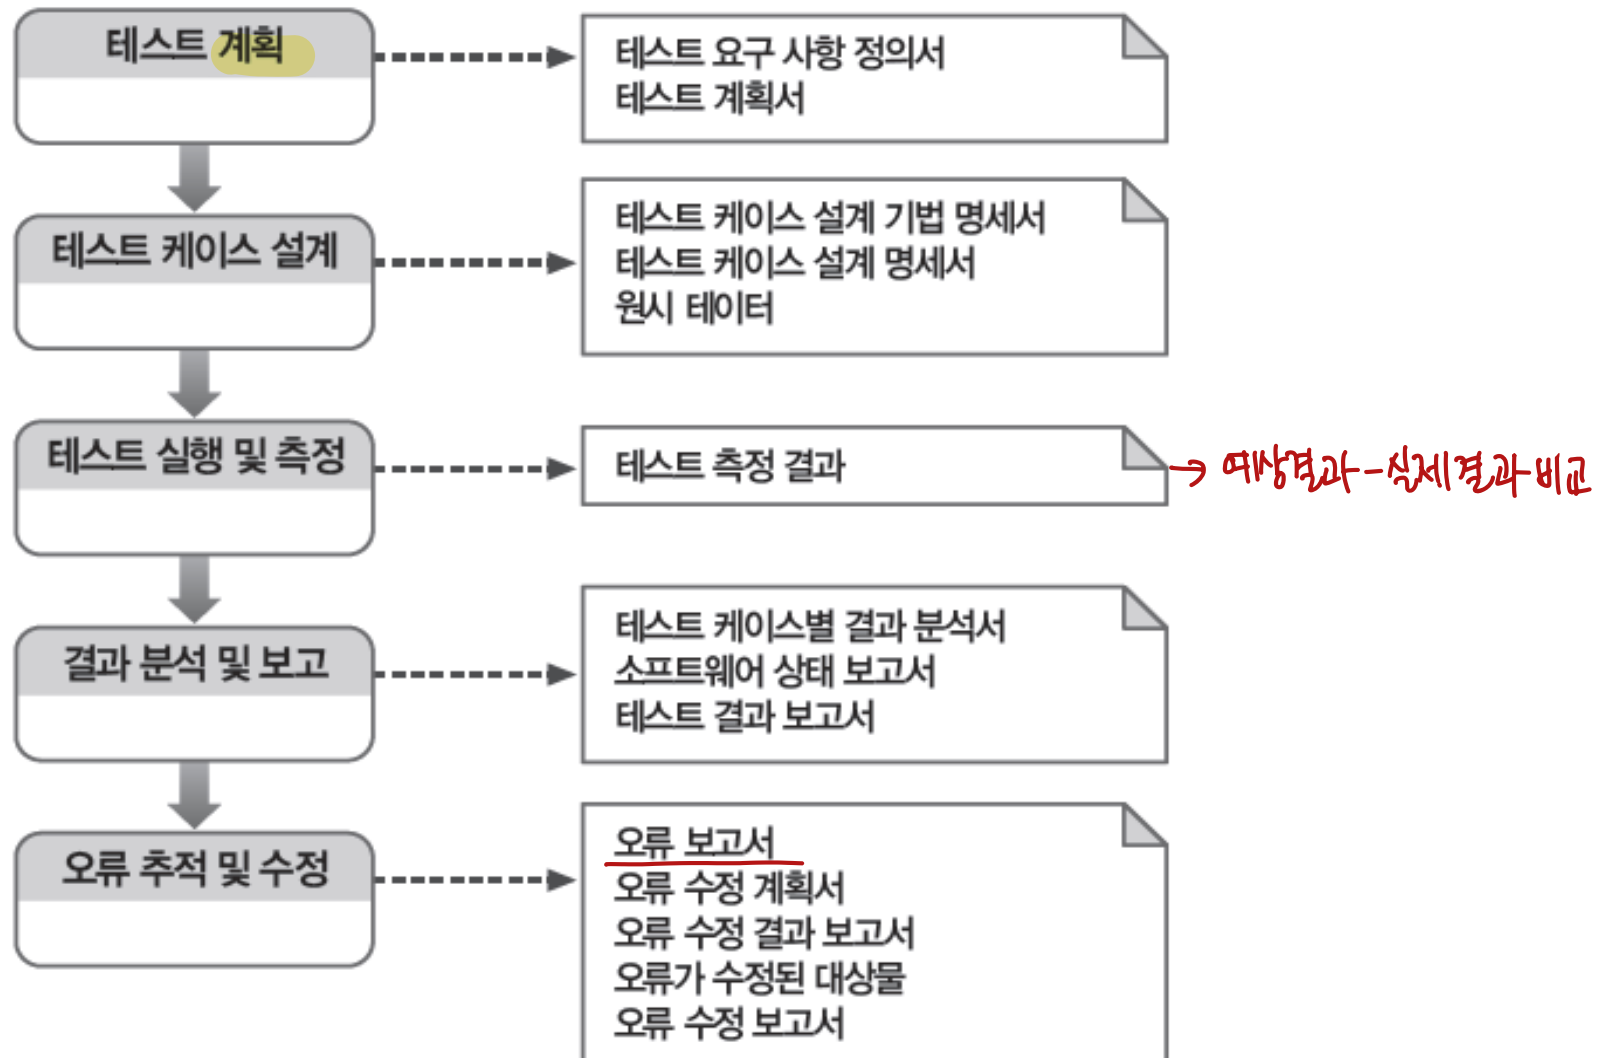 테스트 계획
테스트 요구 사항 정의서
테스트 계획서
테스트 케이스 설계
테스트 케이스 설계 기법 명세서
테스트 케이스 설계 명세서
원시 테이터
테스트 실행 및 측정
테스트 측정 결과
→ 예상결과-실제결과 비교
결과 분석 및 보고
테스트 케이스별 결과 분석서
소프트웨어 상태 보고서
테스트 결과 보고서
오류 추적 및 수정
오류 보고서
오류 수정 계획서
오류 수정 결과 보고서
오류가 수정된 대상물
오류 수정 보고서